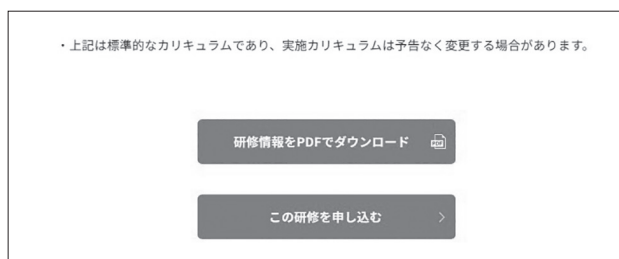 ・上記は標準的なカリキュラムであり、実施カリキュラムは予告なく変更する場合があります。
研修情報をPDFでダウンロード
この研修を申し込む